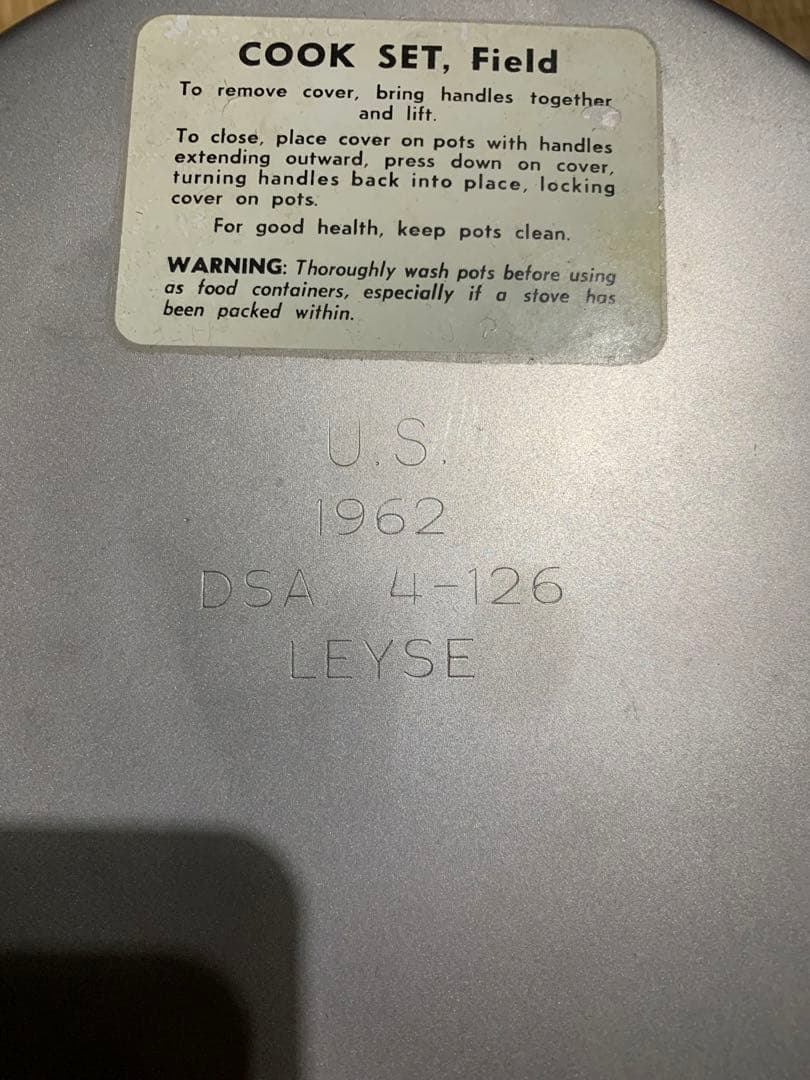 COOK SET, Field
To remove cover, bring handles together
and lift.
To close, place cover on pots with handles
extending outward, press down on cover,
turning handles back into place, locking
cover on pots.
For good health, keep pots clean.
WARNING: Thoroughly wash pots before using
as food containers, especially if a stove has
been packed within.
U.S.
1962
DSA 4-126
LEYSE